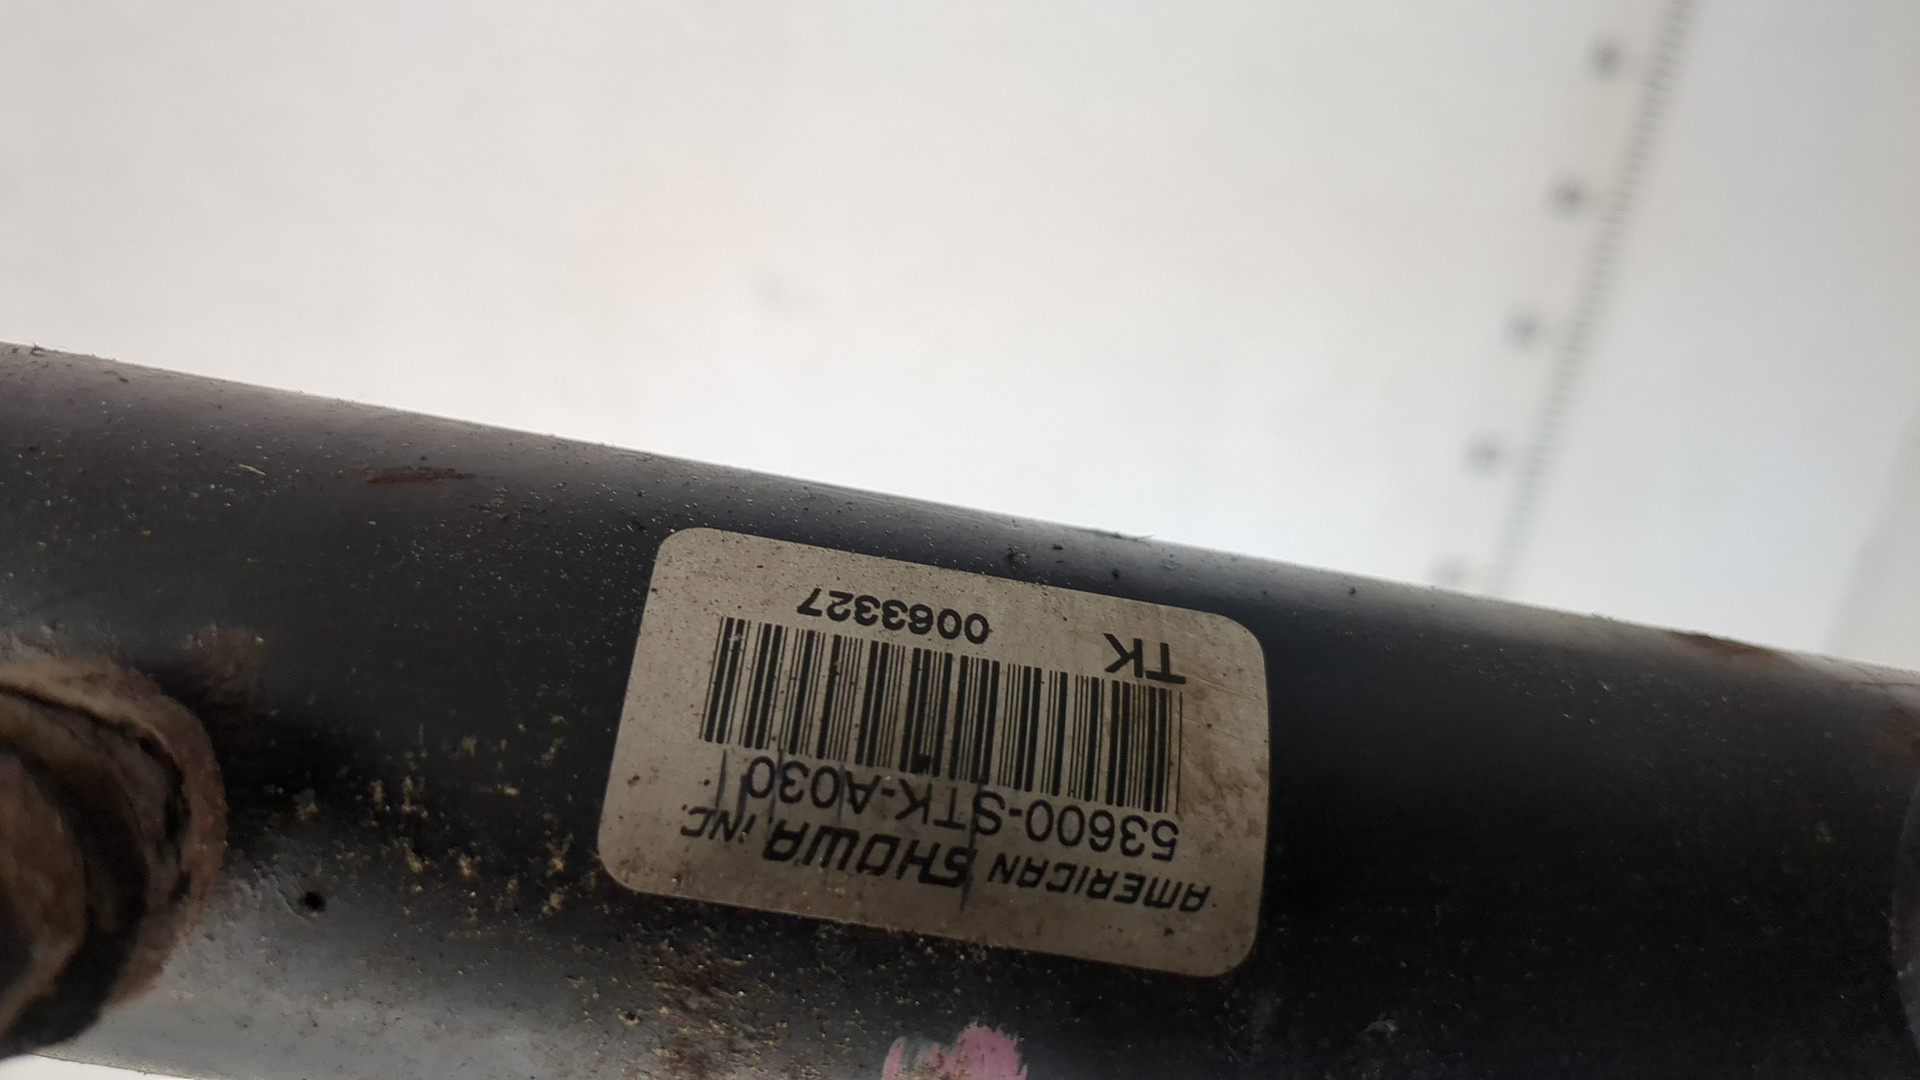 AMERICAN SHOWA, INC.
53600-STK-A030
TK 0063327